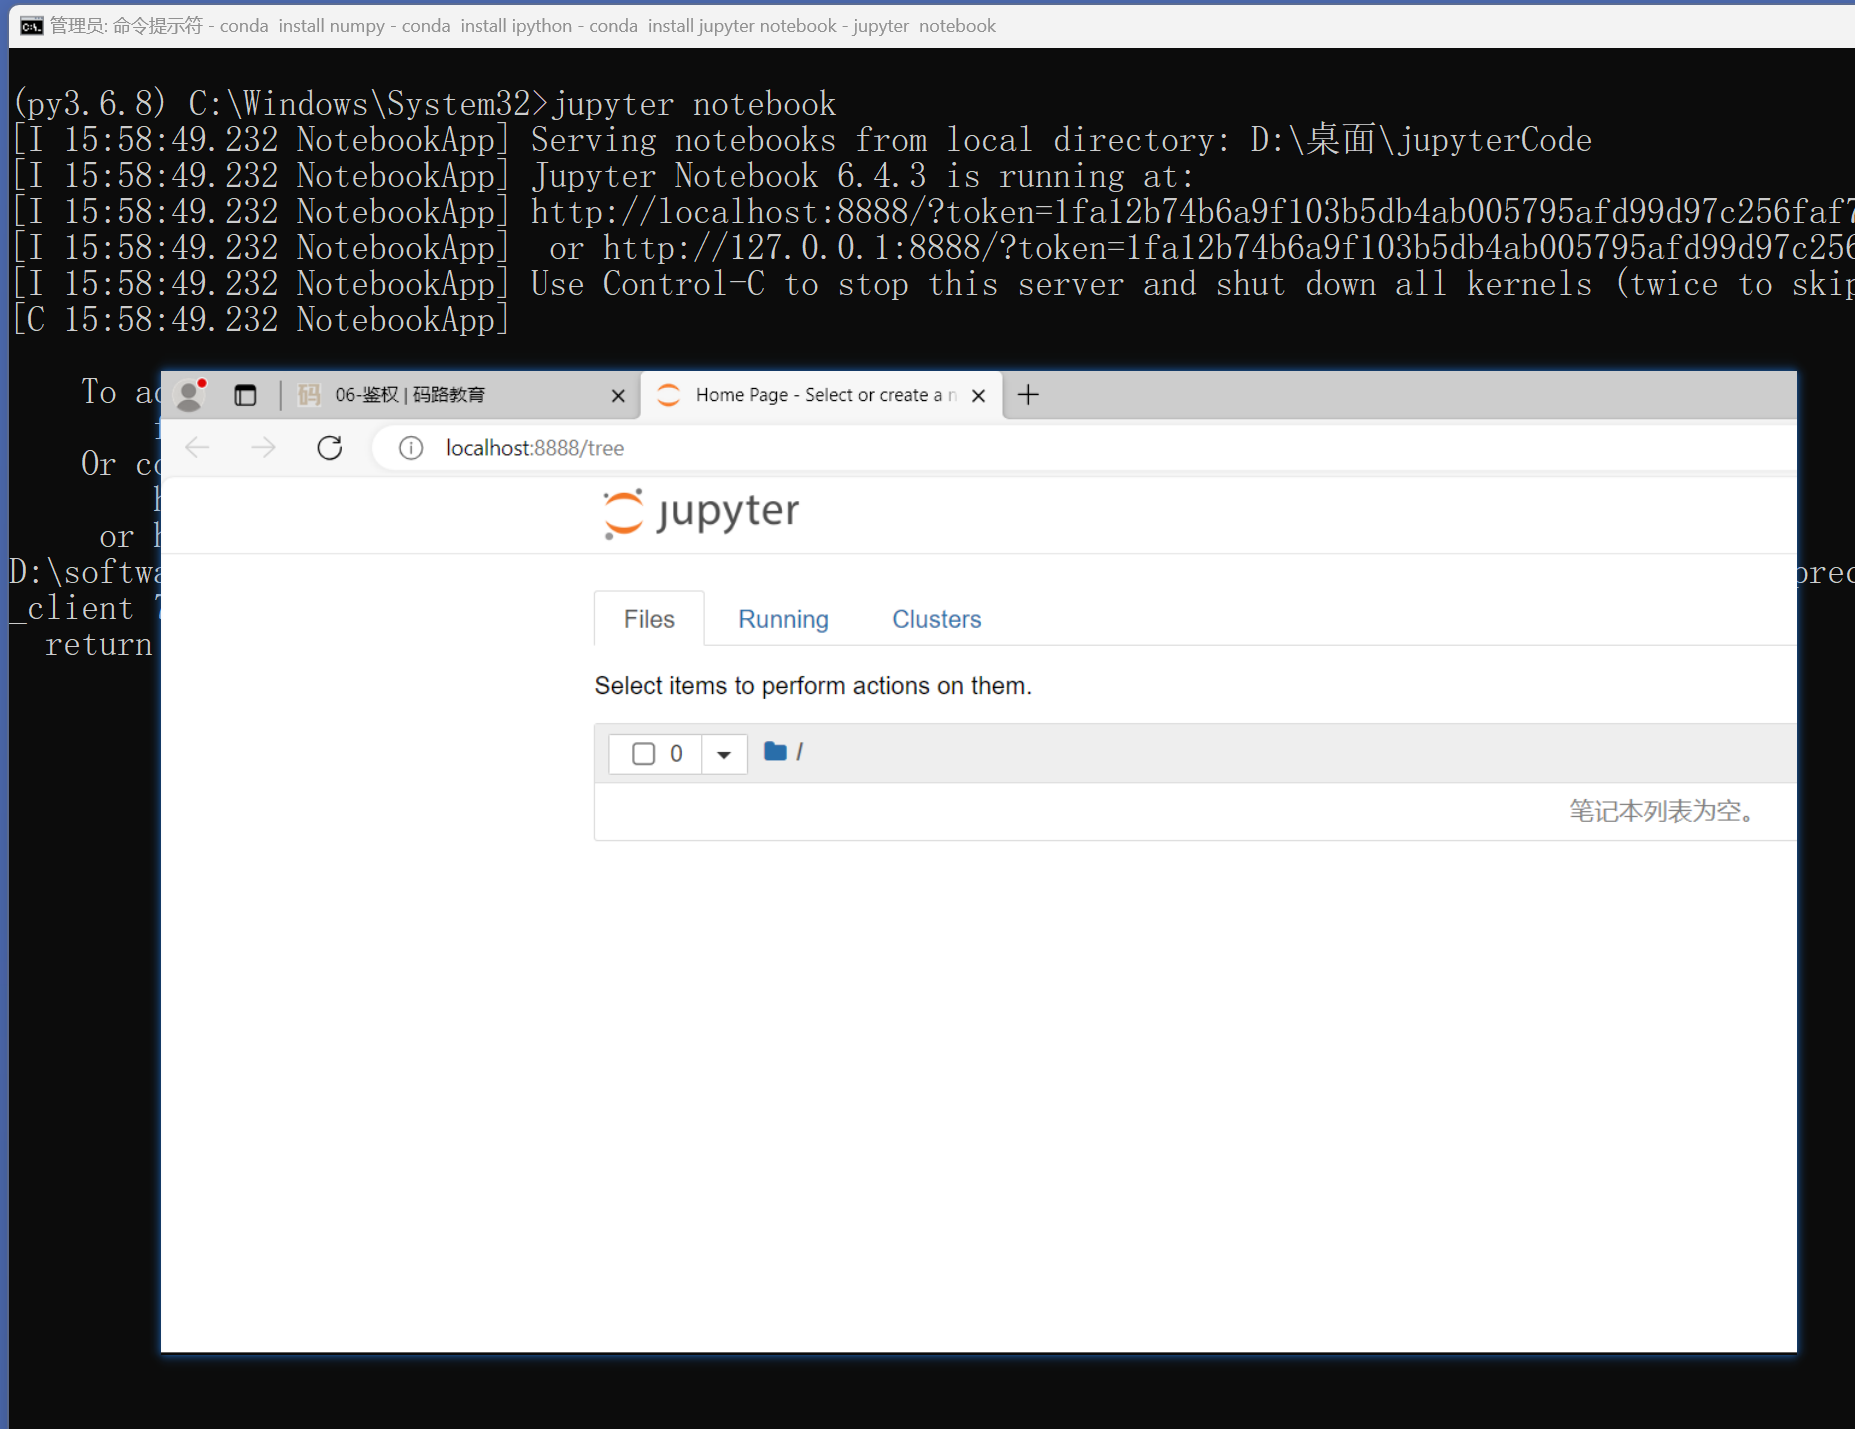 管理员: 命令提示符 - conda  install numpy - conda  install ipython - conda  install jupyter notebook - jupyter  notebook
(py3.6.8) C:\Windows\System32>jupyter notebook
[I 15:58:49.232 NotebookApp] Serving notebooks from local directory: D:\桌面\jupyterCode
[I 15:58:49.232 NotebookApp] Jupyter Notebook 6.4.3 is running at:
[I 15:58:49.232 NotebookApp] http://localhost:8888/?token=1fa12b74b6a9f103b5db4ab005795afd99d97c256faf7
[I 15:58:49.232 NotebookApp]  or http://127.0.0.1:8888/?token=1fa12b74b6a9f103b5db4ab005795afd99d97c256
[I 15:58:49.232 NotebookApp] Use Control-C to stop this server and shut down all kernels (twice to skip
[C 15:58:49.232 NotebookApp]
To
Or
or
D:\softwa
_client
return
码 06-鉴权 | 码路教育
Home Page - Select or create a n
localhost:8888/tree
jupyter
Files Running Clusters
Select items to perform actions on them.
0 /
笔记本列表为空。